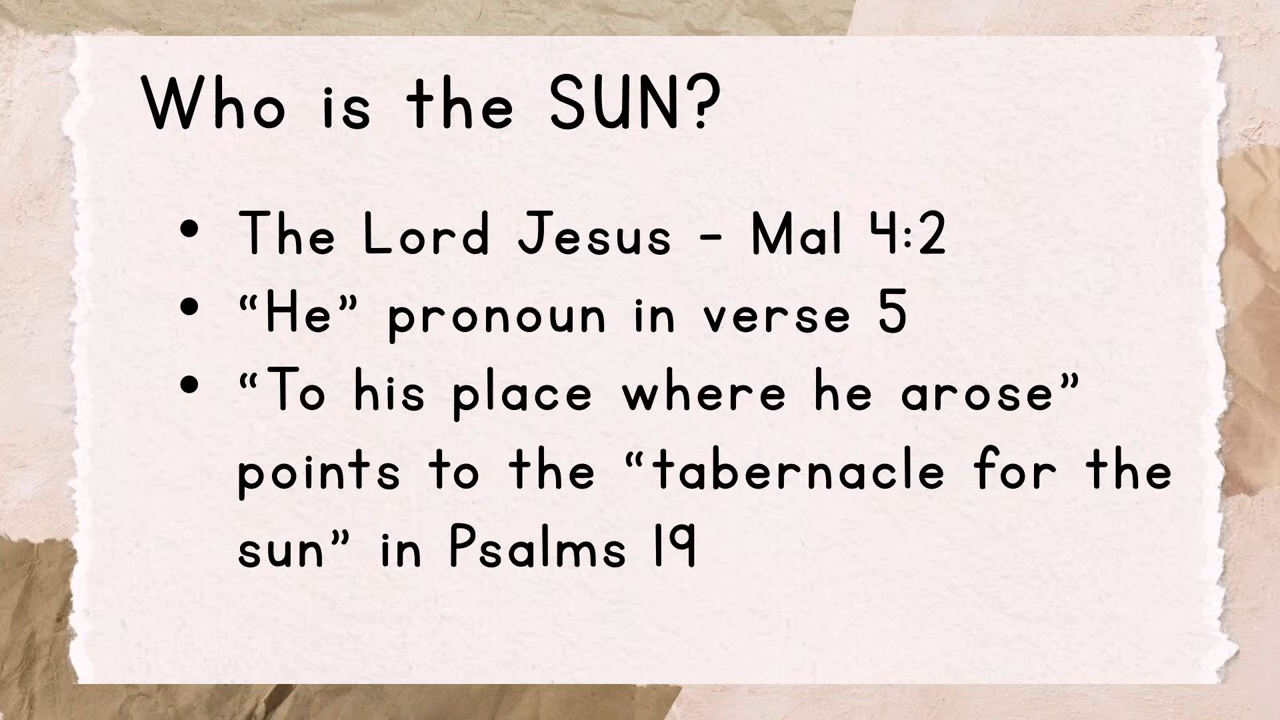 Who is the SUN?
• The Lord Jesus - Mal 4:2
• “He” pronoun in verse 5
• “To his place where he arose”
points to the “tabernacle for the
sun” in Psalms 19